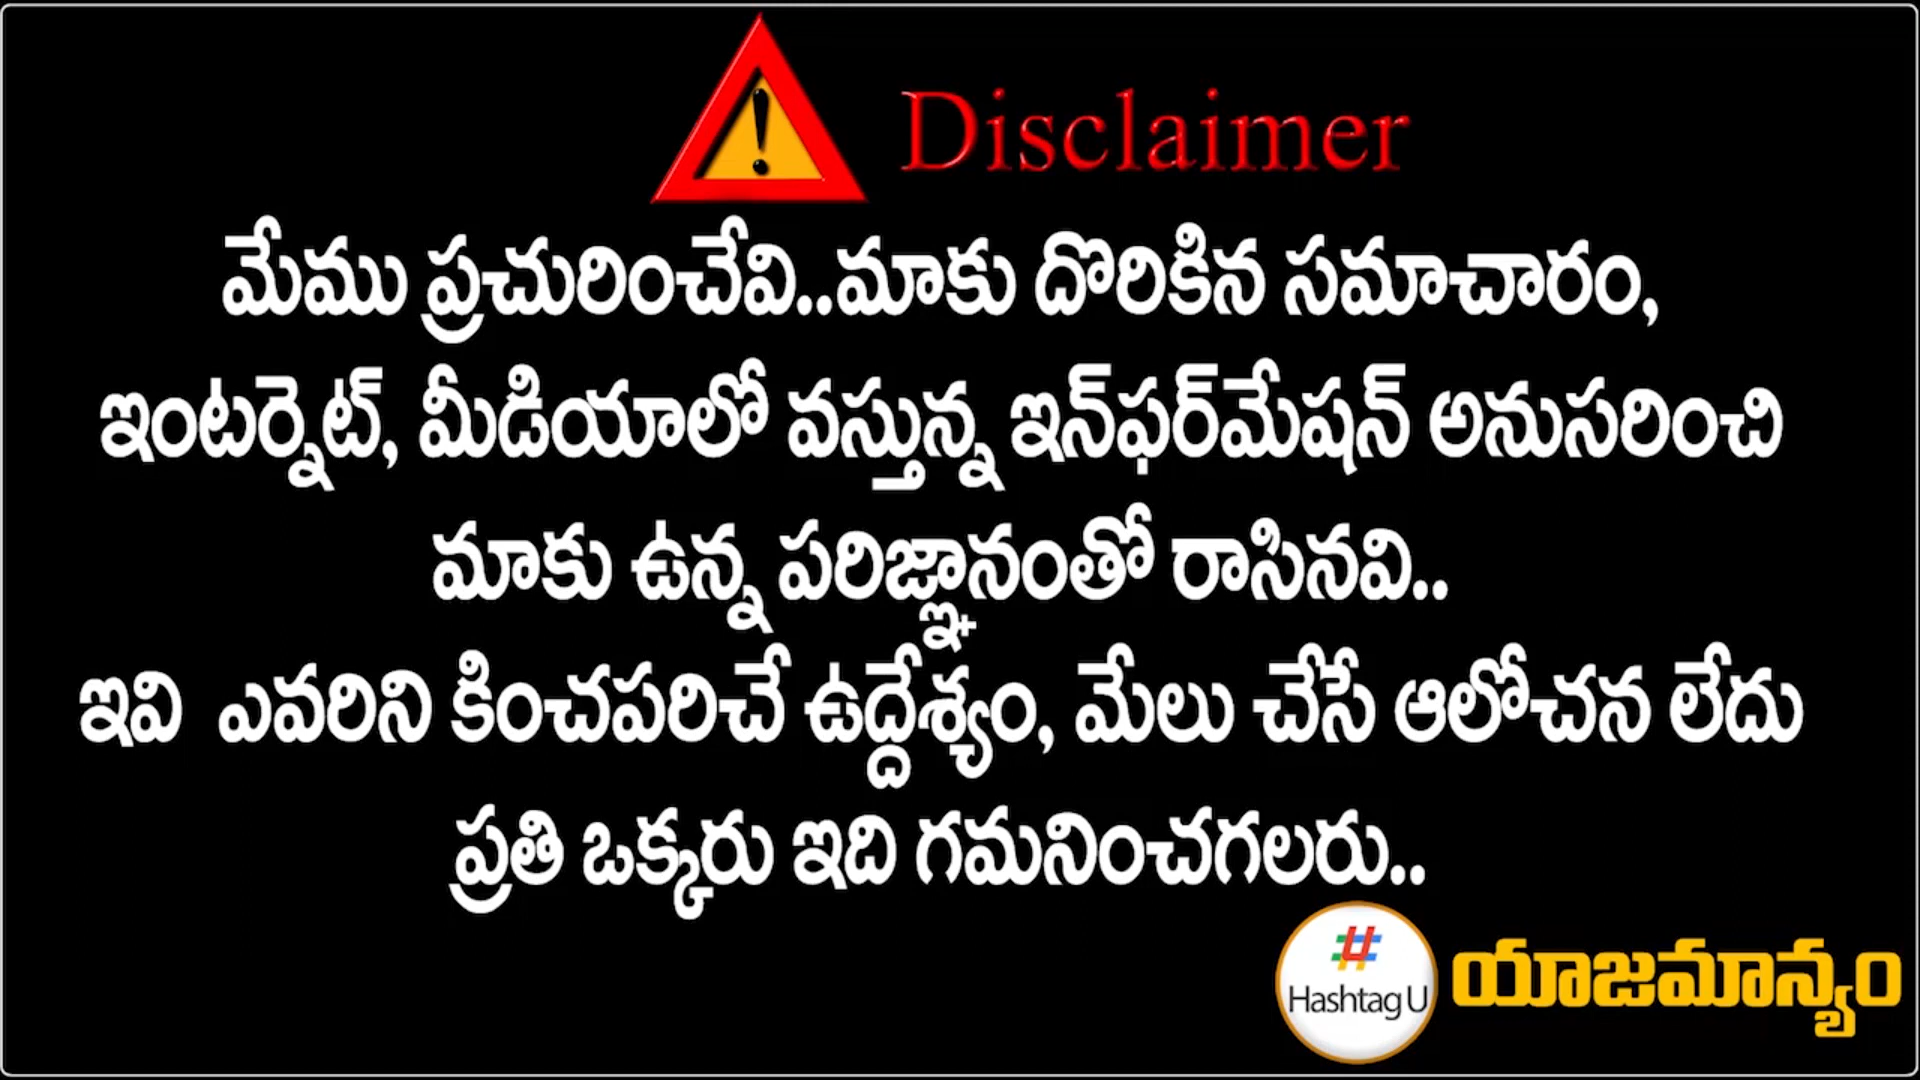 Disclaimer
మేము ప్రచురించేవి..మాకు దొరికిన సమాచారం,
ఇంటర్నెట్, మీడియాలో వస్తున్న ఇన్‌ఫర్‌మేషన్ అనుసరించి
మాకు ఉన్న పరిజ్ఞానంతో రాసినవి..
ఇవి ఎవరిని కించపరిచే ఉద్దేశ్యం, మేలు చేసే ఆలోచన లేదు
ప్రతి ఒక్కరు ఇది గమనించగలరు..
Hashtag U యాజమాన్యం